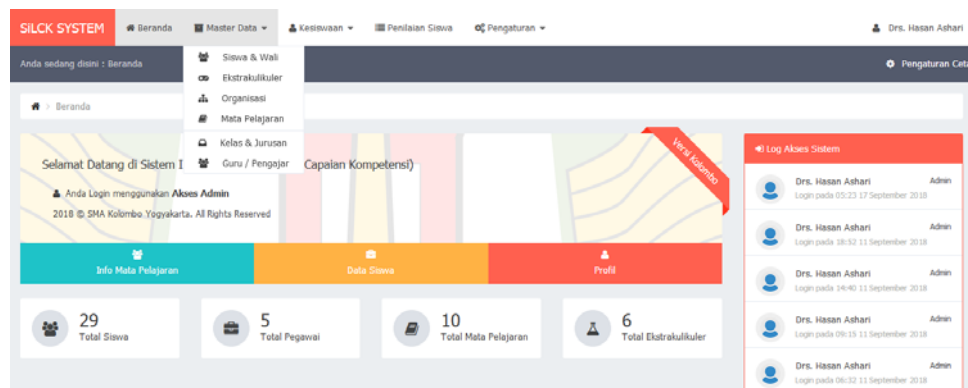 SILCK SYSTEM Beranda Master Data Kesiswaan Penilaian Siswa Pengaturan Drs. Hasan Ashari
Anda sedang disini : Beranda
Pengaturan Ceta
Siswa & Wali
Ekstrakulikuler
Organisasi
Mata Pelajaran
Kelas & Jurusan
Guru / Pengajar
> Beranda
Selamat Datang di Sistem I Capaian Kompetensi)
Anda Login menggunakan Akses Admin
2018 © SMA Kolombo Yogyakarta. All Rights Reserved
Versi Kolombo
Info Mata Pelajaran
Data Siswa
Profil
29
Total Siswa
5
Total Pegawai
10
Total Mata Pelajaran
6
Total Ekstrakulikuler
Log Akses Sistem
Drs. Hasan Ashari Admin
Login pada 05:23 17 September 2018
Drs. Hasan Ashari Admin
Login pada 18:32 11 September 2018
Drs. Hasan Ashari Admin
Login pada 14:40 11 September 2018
Drs. Hasan Ashari Admin
Login pada 09:15 11 September 2018
Drs. Hasan Ashari Admin
Login pada 06:32 11 September 2018